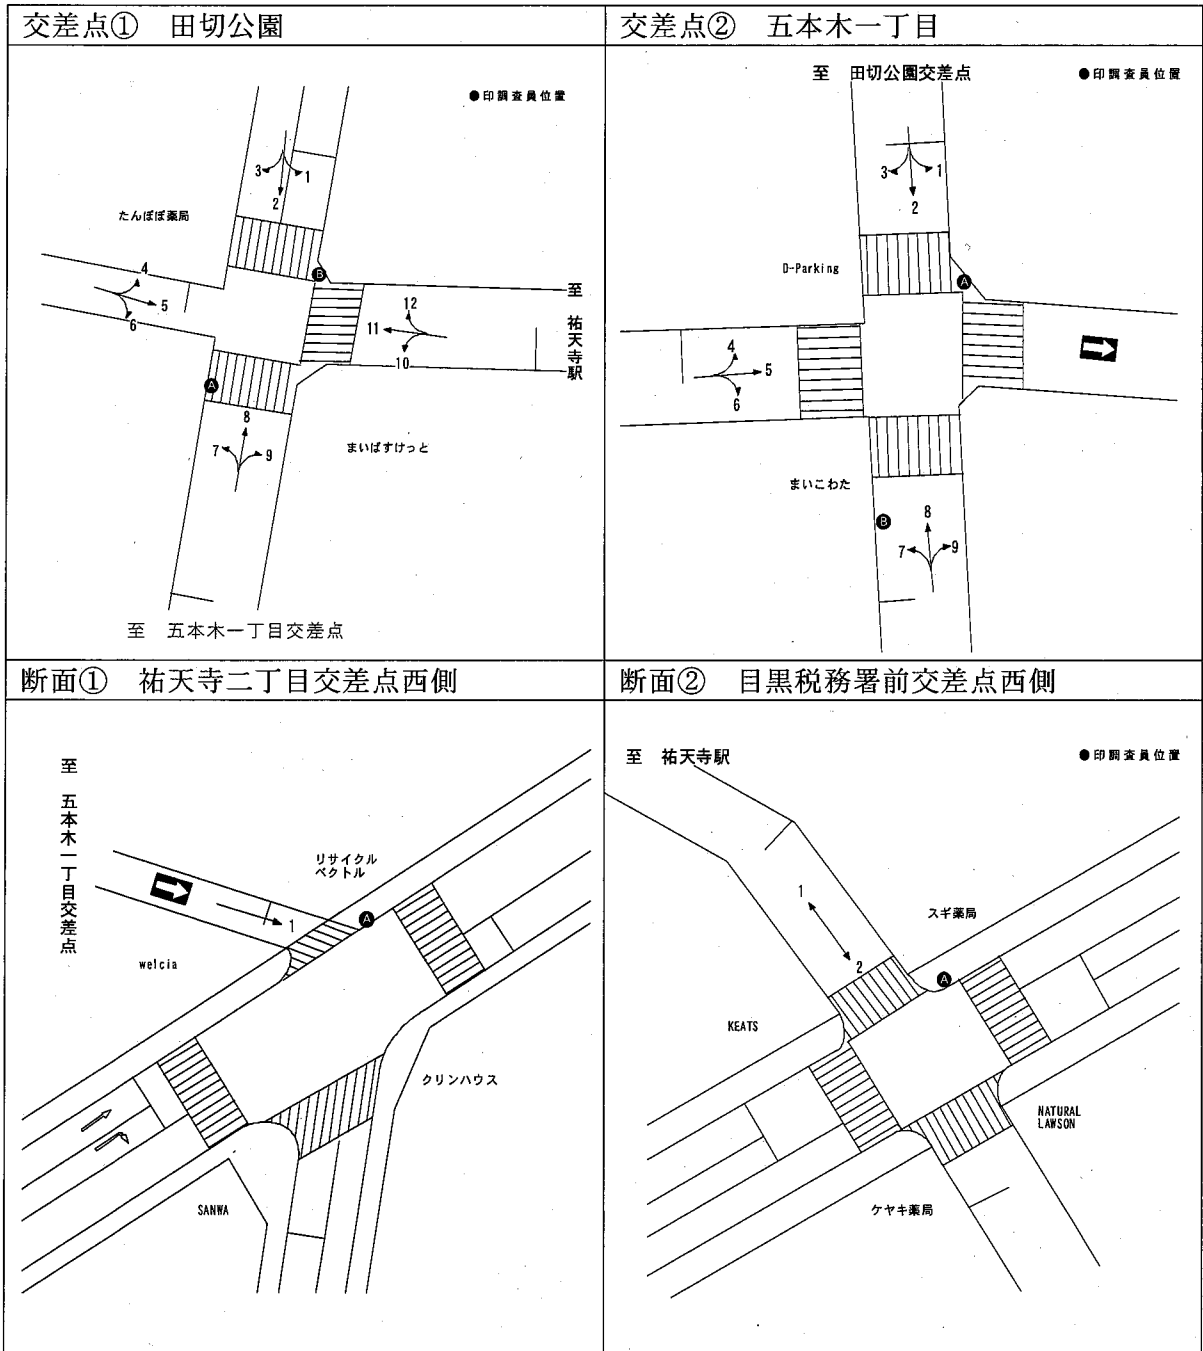 交差点① 田切公園
●印調査員位置
3
1
2
たんぽぽ薬局
B
4
5
6
12
11
10
至 祐天寺駅
A
8
7
9
まいばすけっと
至 五本木一丁目交差点
交差点② 五本木一丁目
至 田切公園交差点
●印調査員位置
3
1
2
D-Parking
A
4
5
6
まいこわた
B
8
7
9
断面① 祐天寺二丁目交差点西側
至 五本木一丁目交差点
リサイクル
ベクトル
1
A
welcia
クリンハウス
SANWA
断面② 目黒税務署前交差点西側
至 祐天寺駅
●印調査員位置
1
スギ薬局
2
A
KEATS
NATURAL
LAWSON
ケヤキ薬局